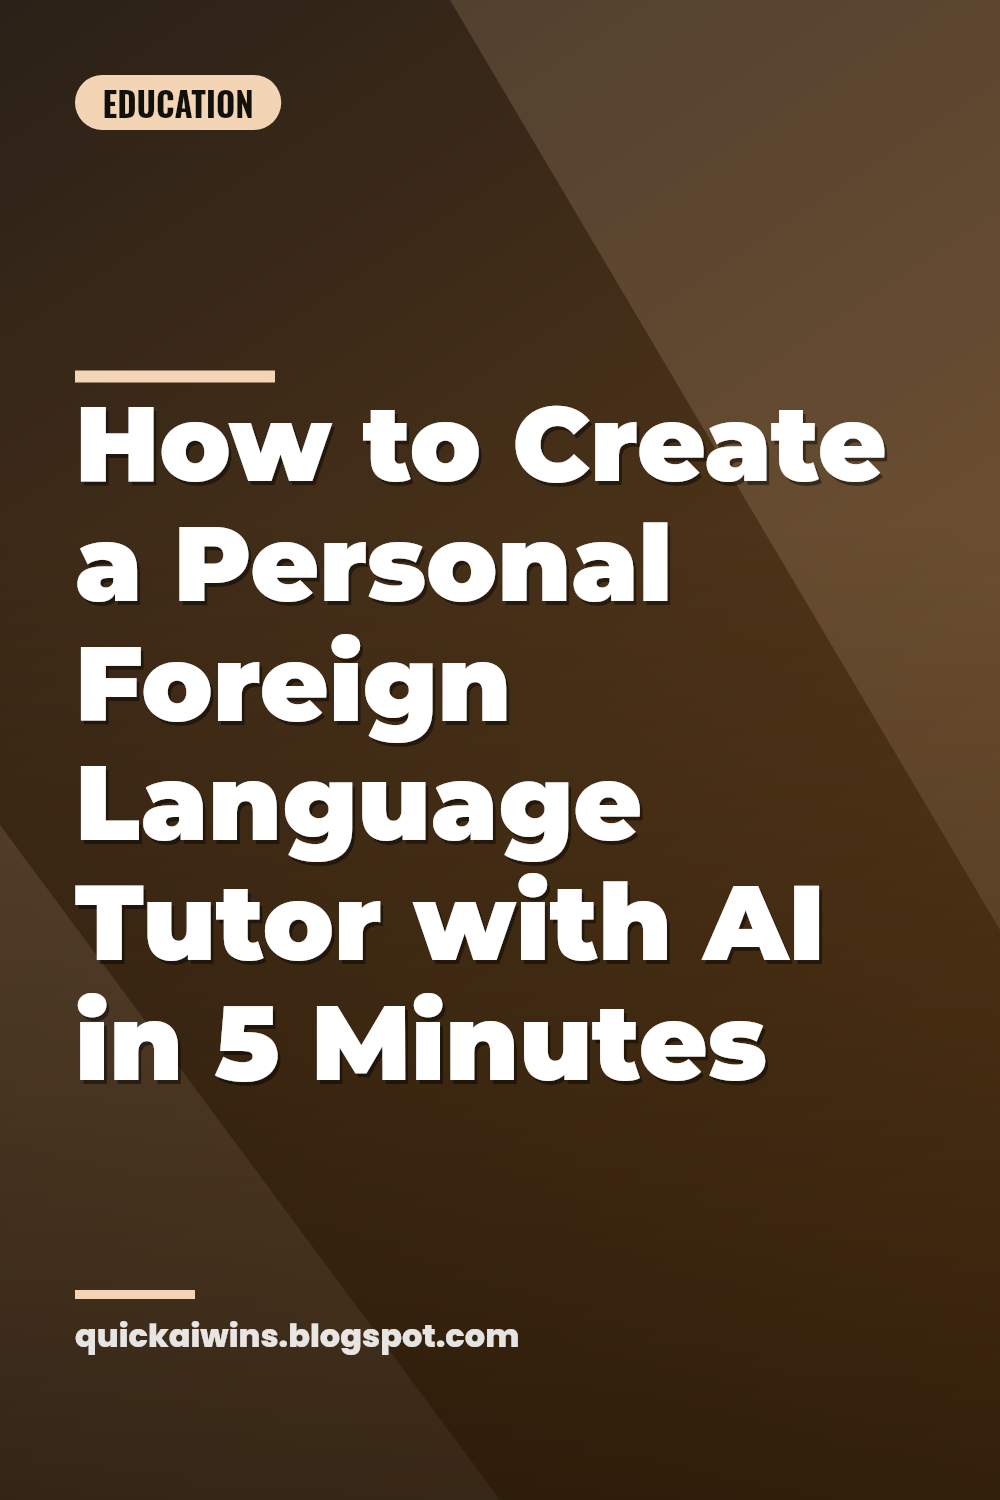 EDUCATION
How to Create
a Personal
Foreign
Language
Tutor with AI
in 5 Minutes
quickaiwins.blogspot.com